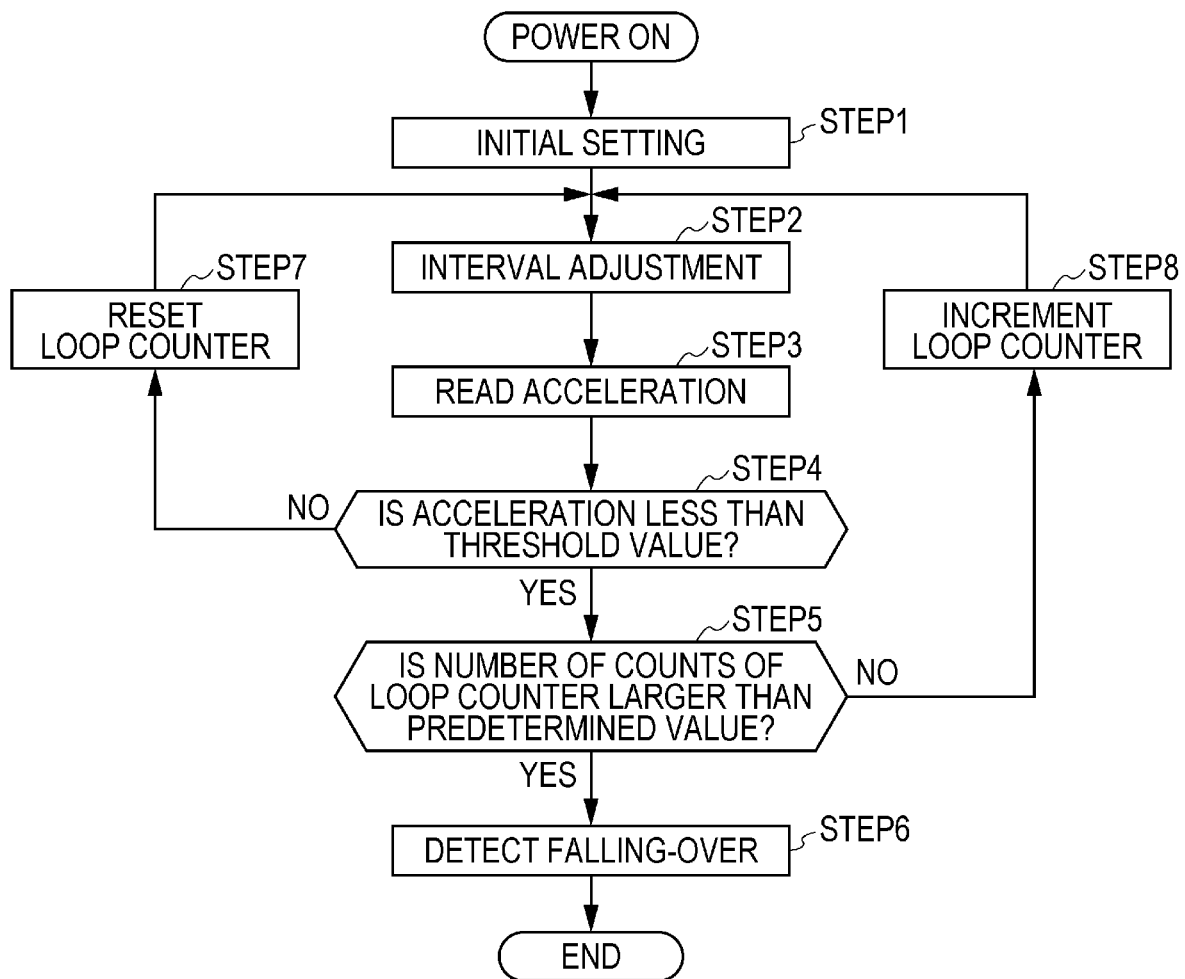 POWER ON
STEP1
INITIAL SETTING
STEP2
INTERVAL ADJUSTMENT
STEP7
RESET
LOOP COUNTER
STEP8
INCREMENT
LOOP COUNTER
STEP3
READ ACCELERATION
STEP4
NO
IS ACCELERATION LESS THAN
THRESHOLD VALUE?
YES
STEP5
IS NUMBER OF COUNTS OF
LOOP COUNTER LARGER THAN
PREDETERMINED VALUE?
NO
YES
STEP6
DETECT FALLING-OVER
END